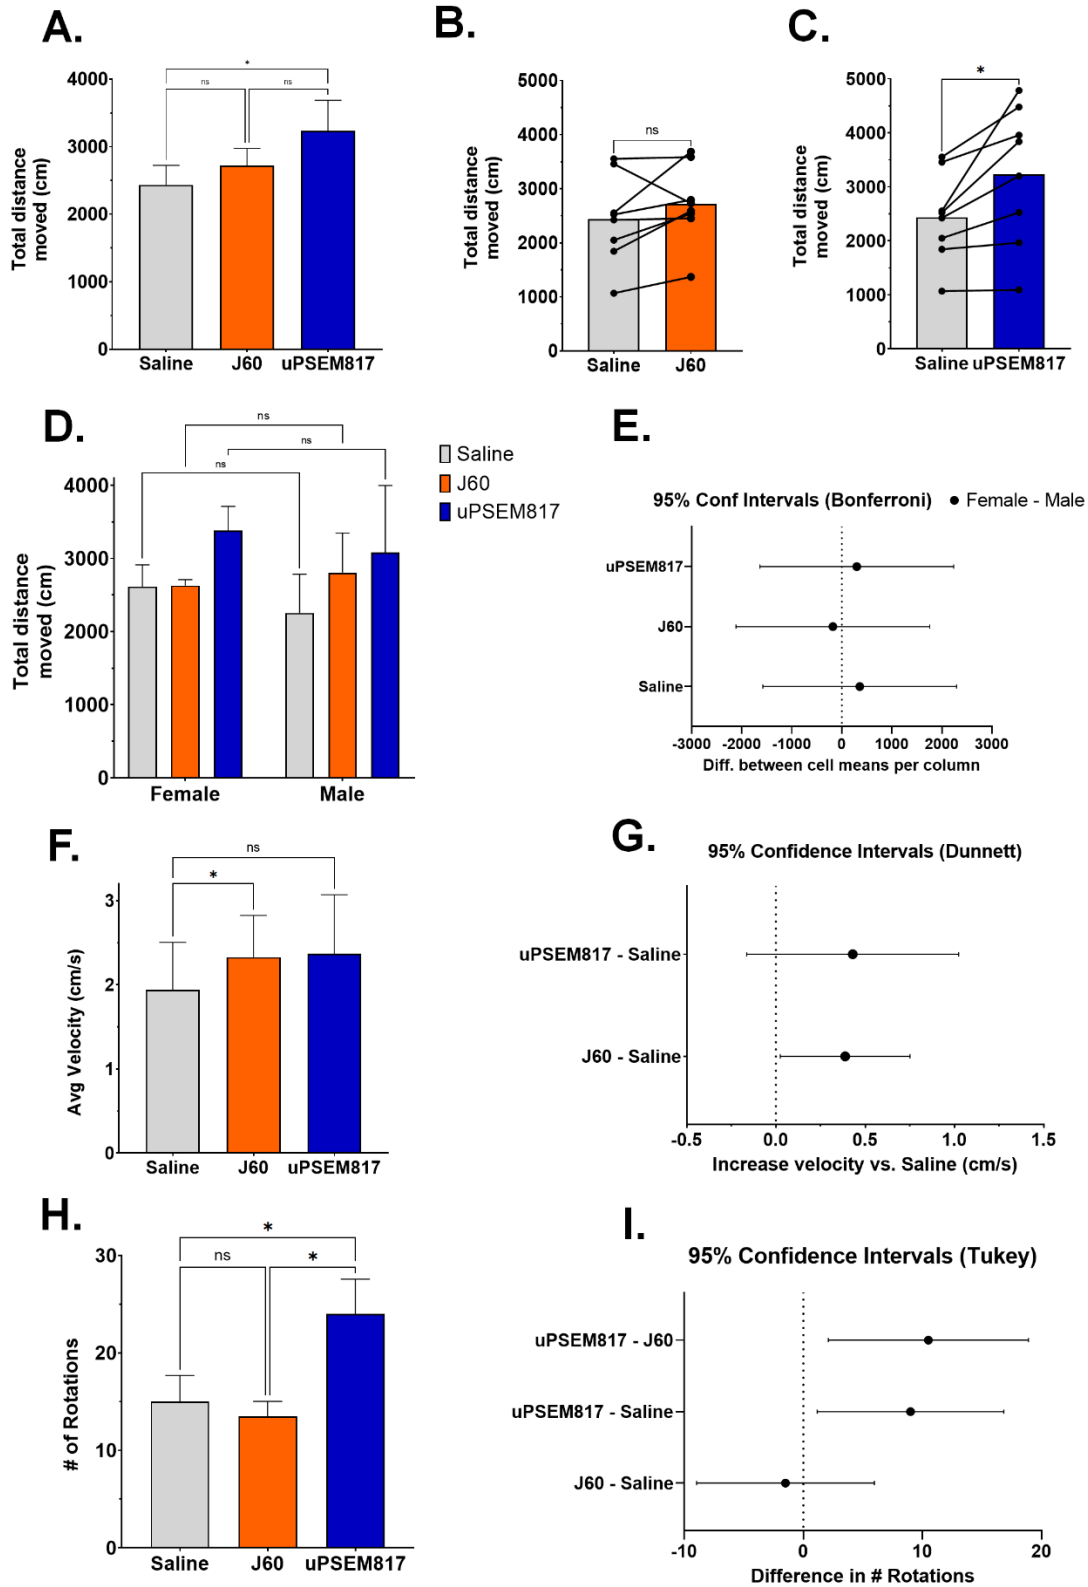 A.
Total distance
moved (cm)
4000
3000
2000
1000
0
*
ns
ns
Saline
J60
uPSEM817
B.
Total distance
moved (cm)
5000
4000
3000
2000
1000
0
ns
Saline
J60
C.
Total distance
moved (cm)
5000
4000
3000
2000
1000
0
*
Saline
uPSEM817
D.
Total distance
moved (cm)
4000
3000
2000
1000
0
ns
ns
ns
Female
Male
Saline
J60
uPSEM817
E.
95% Conf Intervals (Bonferroni)
Female - Male
uPSEM817
J60
Saline
-3000 -2000 -1000 0 1000 2000 3000
Diff. between cell means per column
F.
Avg Velocity (cm/s)
3
2
1
0
ns
*
Saline
J60
uPSEM817
G.
95% Confidence Intervals (Dunnett)
uPSEM817 - Saline
J60 - Saline
-0.5 0.0 0.5 1.0 1.5
Increase velocity vs. Saline (cm/s)
H.
# of Rotations
30
20
10
0
*
ns
*
Saline
J60
uPSEM817
I.
95% Confidence Intervals (Tukey)
uPSEM817 - J60
uPSEM817 - Saline
J60 - Saline
-10 0 10 20
Difference in # Rotations